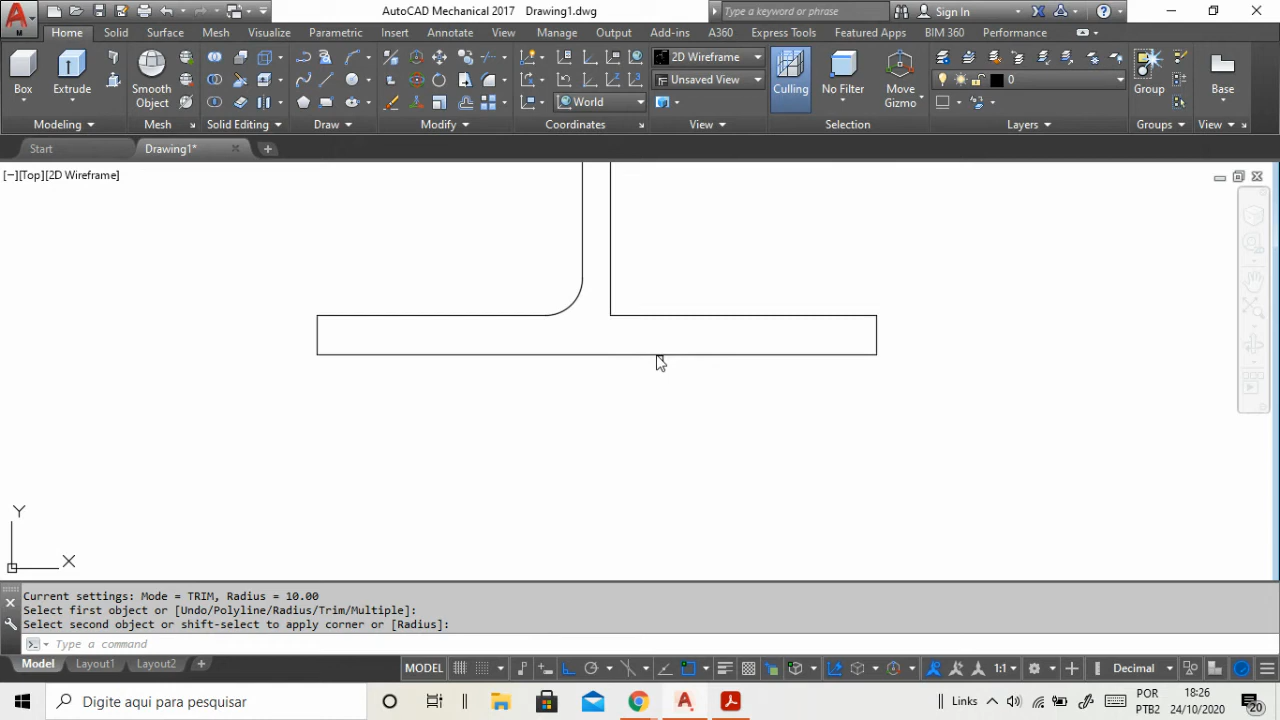 AutoCAD Mechanical 2017 Drawing1.dwg
Type a keyword or phrase
Sign In
M
Home Solid Surface Mesh Visualize Parametric Insert Annotate View Manage Output Add-ins A360 Express Tools Featured Apps BIM 360 Performance
2D Wireframe
Unsaved View
World
0
Box Extrude Smooth Object Culling No Filter Move Gizmo Group Base
Modeling Mesh Solid Editing Draw Modify Coordinates View Selection Layers Groups View
Start Drawing1*
[−][Top][2D Wireframe]
Y
X
Current settings: Mode = TRIM, Radius = 10.00
Select first object or [Undo/Polyline/Radius/Trim/Multiple]:
Select second object or shift-select to apply corner or [Radius]:
Type a command
Model Layout1 Layout2 +
MODEL 1:1 Decimal
Digite aqui para pesquisar
Links
POR
PTB2
18:26
24/10/2020
20